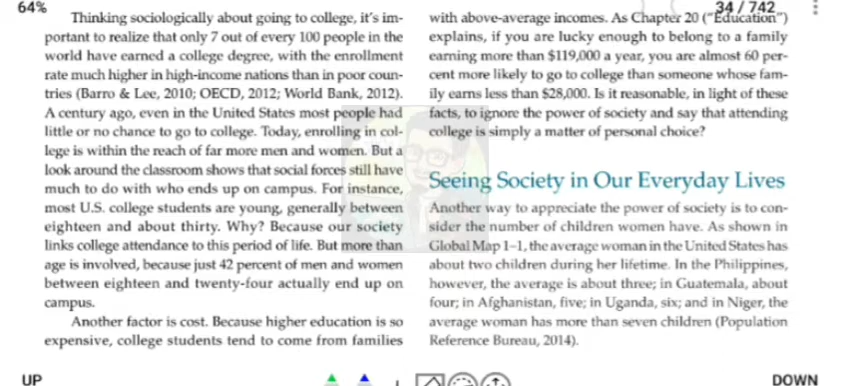 64%
34 / 742
Thinking sociologically about going to college, it's im-
portant to realize that only 7 out of every 100 people in the
world have earned a college degree, with the enrollment
rate much higher in high-income nations than in poor coun-
tries (Barro & Lee, 2010; OECD, 2012; World Bank, 2012).
A century ago, even in the United States most people had
little or no chance to go to college. Today, enrolling in col-
lege is within the reach of far more men and women. But a
look around the classroom shows that social forces still have
much to do with who ends up on campus. For instance,
most U.S. college students are young, generally between
eighteen and about thirty. Why? Because our society
links college attendance to this period of life. But more than
age is involved, because just 42 percent of men and women
between eighteen and twenty-four actually end up on
campus.
Another factor is cost. Because higher education is so
expensive, college students tend to come from families
with above-average incomes. As Chapter 20 ("Education")
explains, if you are lucky enough to belong to a family
earning more than $119,000 a year, you are almost 60 per-
cent more likely to go to college than someone whose fam-
ily earns less than $28,000. Is it reasonable, in light of these
facts, to ignore the power of society and say that attending
college is simply a matter of personal choice?
Seeing Society in Our Everyday Lives
Another way to appreciate the power of society is to con-
sider the number of children women have. As shown in
Global Map 1–1, the average woman in the United States has
about two children during her lifetime. In the Philippines,
however, the average is about three; in Guatemala, about
four; in Afghanistan, five; in Uganda, six; and in Niger, the
average woman has more than seven children (Population
Reference Bureau, 2014).
UP
DOWN